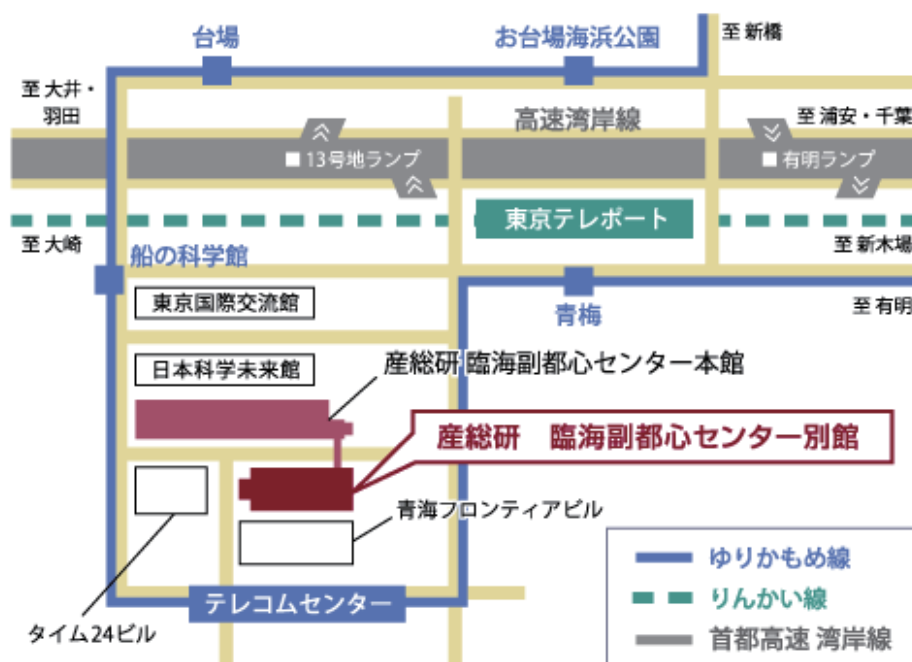 台場
お台場海浜公園
至 新橋
至 大井・
羽田
高速湾岸線
至 浦安・千葉
■ 13号地ランプ
■ 有明ランプ
東京テレポート
至 大崎
至 新木場
船の科学館
東京国際交流館
青梅
至 有明
日本科学未来館
産総研 臨海副都心センター本館
産総研　臨海副都心センター別館
青海フロンティアビル
テレコムセンター
タイム24ビル
ゆりかもめ線
りんかい線
首都高速 湾岸線